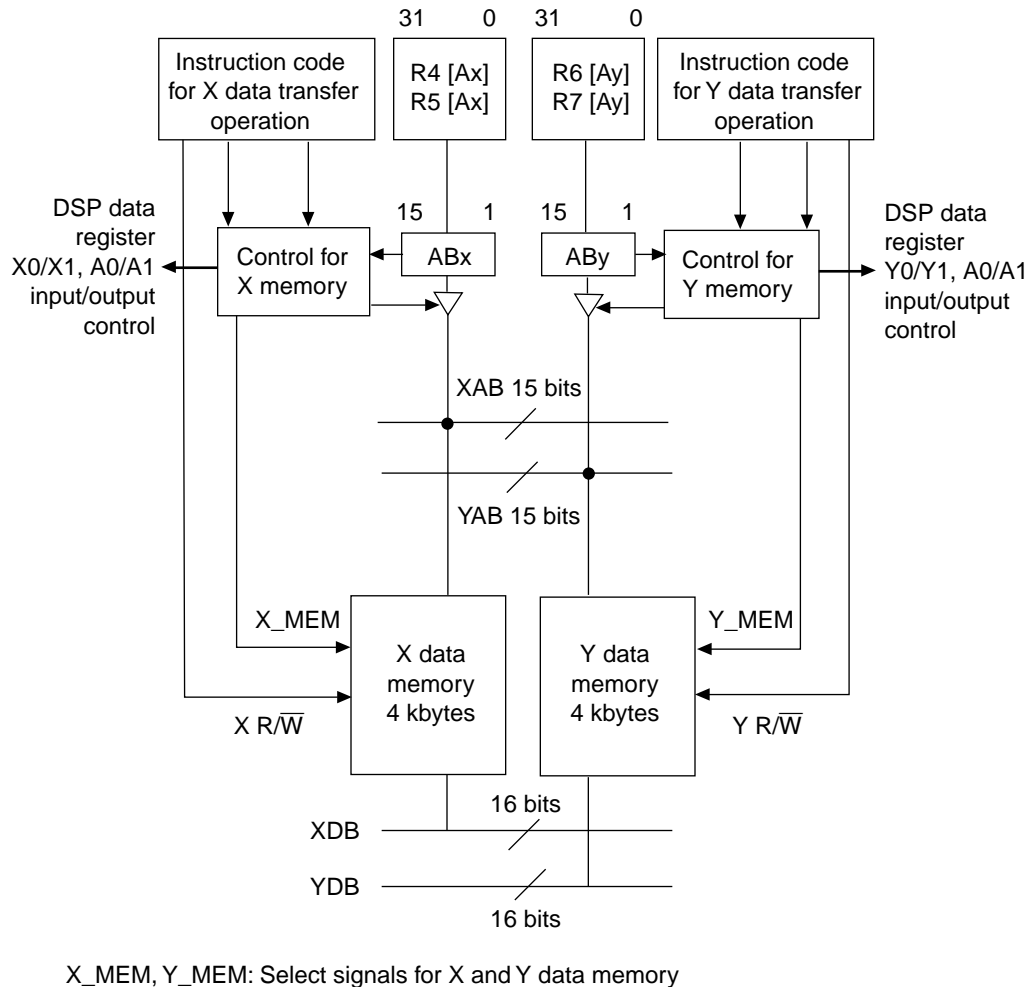 31 0
31 0
Instruction code
for X data transfer
operation
R4 [Ax]
R5 [Ax]
R6 [Ay]
R7 [Ay]
Instruction code
for Y data transfer
operation
15 1
15 1
DSP data
register
X0/X1, A0/A1
input/output
control
Control for
X memory
ABx
ABy
Control for
Y memory
DSP data
register
Y0/Y1, A0/A1
input/output
control
XAB 15 bits
YAB 15 bits
X_MEM
Y_MEM
X data
memory
4 kbytes
Y data
memory
4 kbytes
X R/W̅
Y R/W̅
16 bits
XDB
YDB
16 bits
X_MEM, Y_MEM: Select signals for X and Y data memory